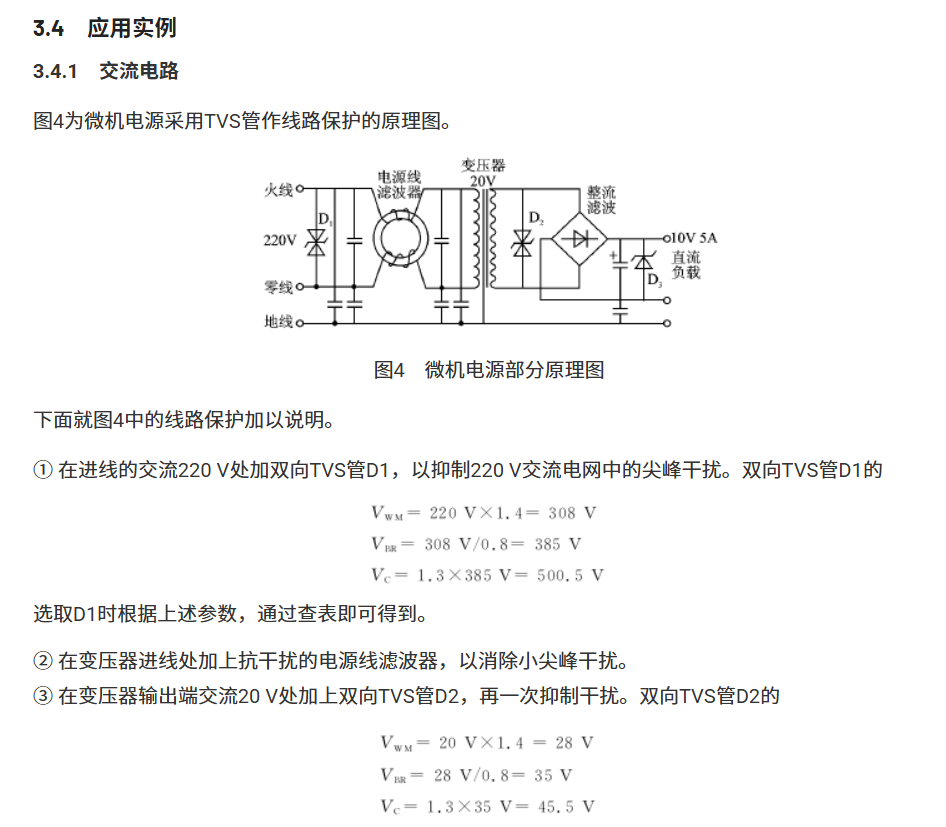 3.4 应用实例
3.4.1 交流电路
图4为微机电源采用TVS管作线路保护的原理图。
变压器
20V
电源线
滤波器
火线
整流
滤波
D1
D2
220V
10V 5A
+
直流
负载
D3
零线
地线
图4 微机电源部分原理图
下面就图4中的线路保护加以说明。
① 在进线的交流220 V处加双向TVS管D1，以抑制220 V交流电网中的尖峰干扰。双向TVS管D1的
VWM = 220 V×1.4= 308 V
VBR = 308 V/0.8= 385 V
VC = 1.3×385 V= 500.5 V
选取D1时根据上述参数，通过查表即可得到。
② 在变压器进线处加上抗干扰的电源线滤波器，以消除小尖峰干扰。
③ 在变压器输出端交流20 V处加上双向TVS管D2，再一次抑制干扰。双向TVS管D2的
VWM = 20 V×1.4 = 28 V
VBR = 28 V/0.8= 35 V
VC = 1.3×35 V= 45.5 V